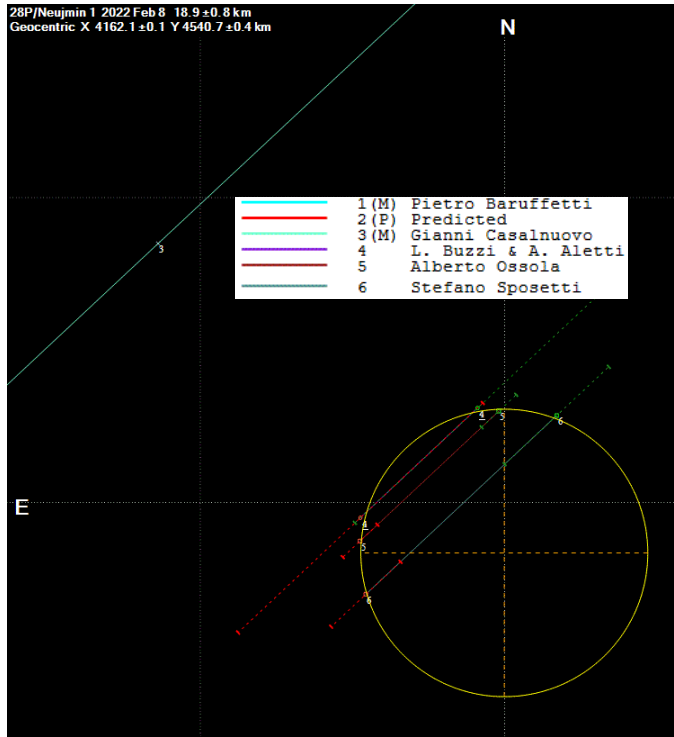 28P/Neujmin 1 2022 Feb 8 18.9 ±0.8 km
Geocentric X 4162.1 ±0.1 Y 4540.7 ±0.4 km
N
3
1(M) Pietro Baruffetti
2(P) Predicted
3(M) Gianni Casalnuovo
4 L. Buzzi & A. Aletti
5 Alberto Ossola
6 Stefano Sposetti
4
5
6
E
4
5
6